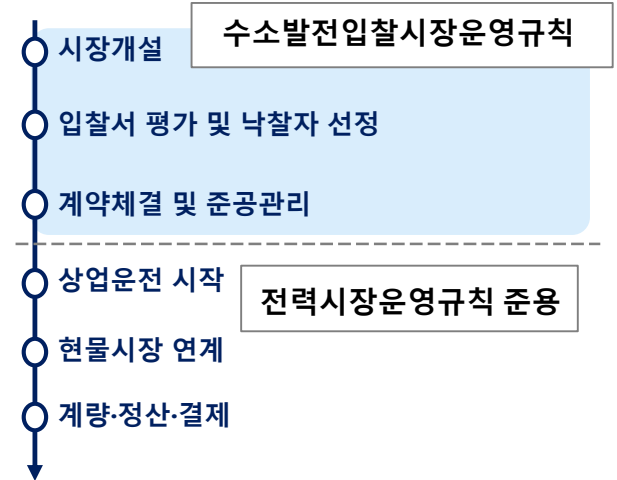 수소발전입찰시장운영규칙
시장개설
입찰서 평가 및 낙찰자 선정
계약체결 및 준공관리
상업운전 시작
전력시장운영규칙 준용
현물시장 연계
계량·정산·결제